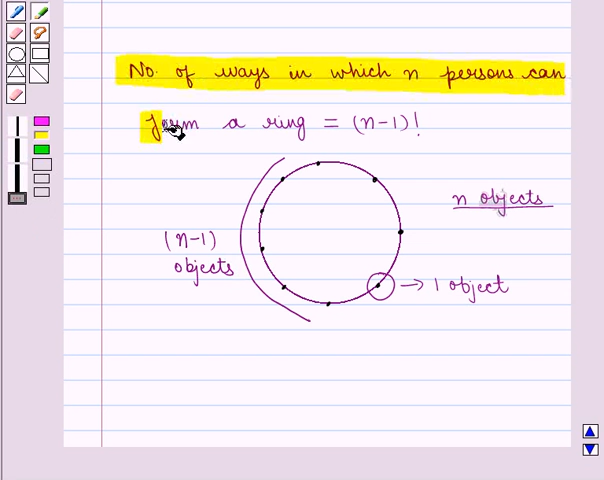 No. of ways in which n persons can
form a ring = (n-1)!
n objects
(n-1)
objects
→ 1 object